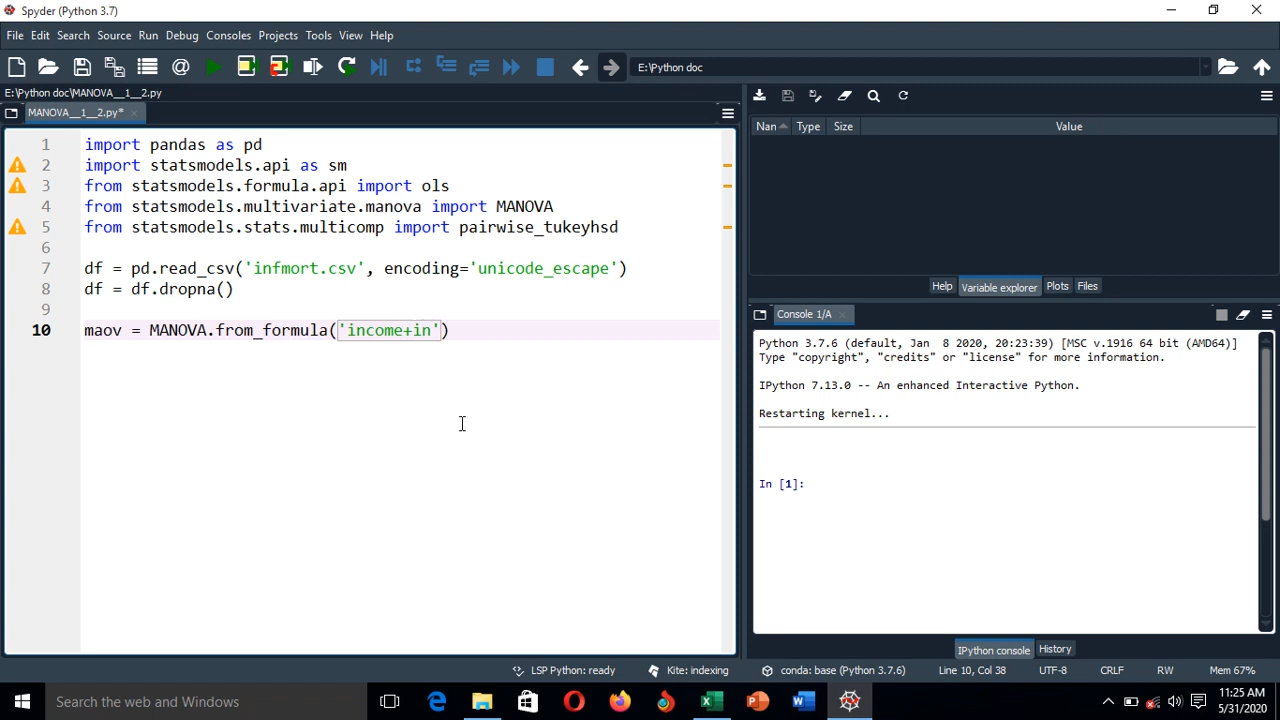 Spyder (Python 3.7)
File Edit Search Source Run Debug Consoles Projects Tools View Help
E:\Python doc
E:\Python doc\MANOVA__1__2.py
MANOVA__1__2.py*
1 import pandas as pd
2 import statsmodels.api as sm
3 from statsmodels.formula.api import ols
4 from statsmodels.multivariate.manova import MANOVA
5 from statsmodels.stats.multicomp import pairwise_tukeyhsd
6
7 df = pd.read_csv('infmort.csv', encoding='unicode_escape')
8 df = df.dropna()
9
10 maov = MANOVA.from_formula('income+in')
Nan Type Size Value
Help Variable explorer Plots Files
Console 1/A
Python 3.7.6 (default, Jan  8 2020, 20:23:39) [MSC v.1916 64 bit (AMD64)]
Type "copyright", "credits" or "license" for more information.
IPython 7.13.0 -- An enhanced Interactive Python.
Restarting kernel...
In [1]:
IPython console History
LSP Python: ready Kite: indexing conda: base (Python 3.7.6) Line 10, Col 38 UTF-8 CRLF RW Mem 67%
Search the web and Windows
11:25 AM
5/31/2020